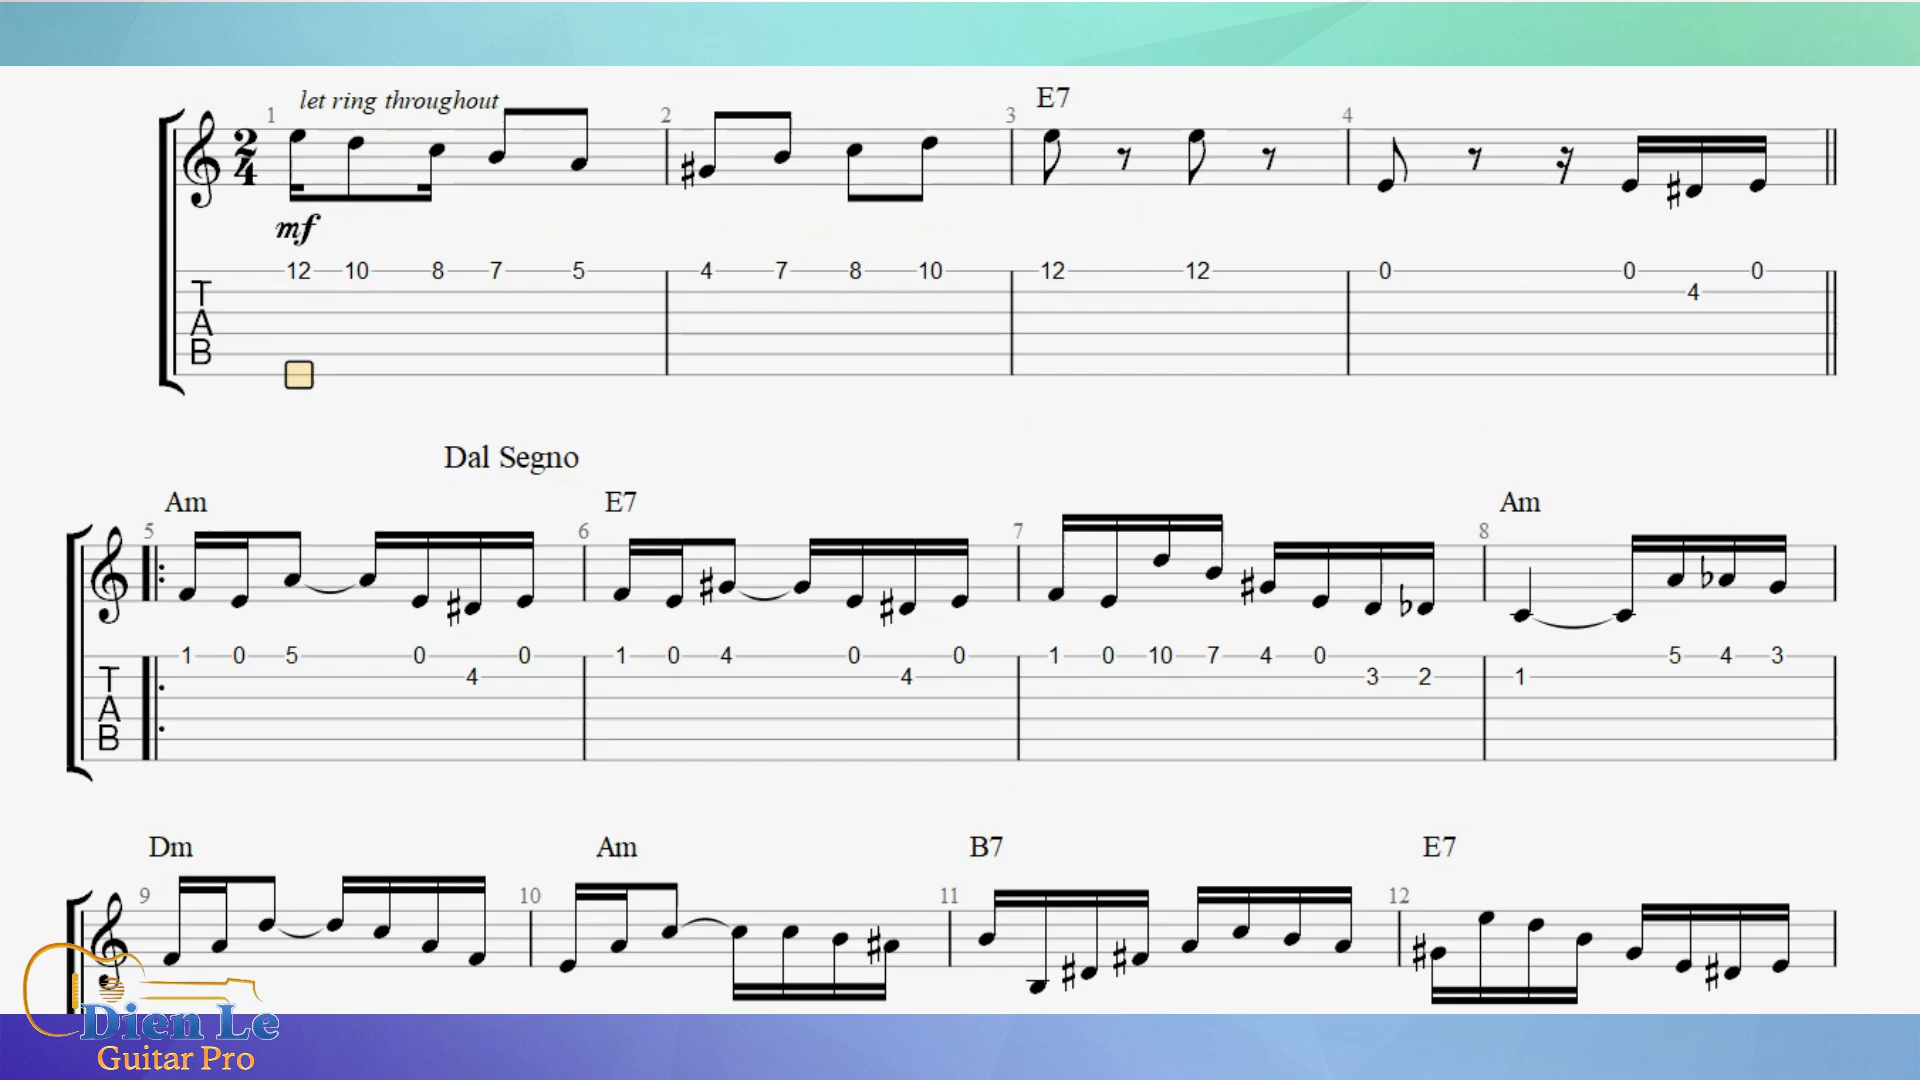 let ring throughout
E7
1 2 3 4
2
4
mf
12 10 8 7 5 4 7 8 10 12 12 0 0 0
4
T
A
B
Dal Segno
Am E7 Am
5 6 7 8
1 0 5 0 0 1 0 4 0 0 1 0 10 7 4 0 5 4 3
4 4 3 2 1
T
A
B
Dm Am B7 E7
9 10 11 12
Dien Le
Guitar Pro